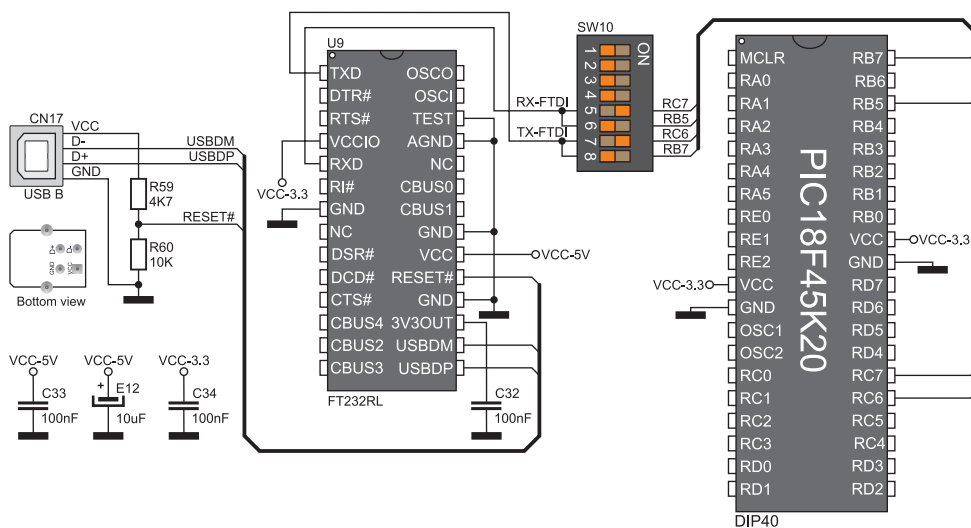 CN17
VCC
D-
D+
GND
USB B
USBDM
USBDP
R59
4K7
RESET#
R60
10K
D+
D-
GND
VCC
Bottom view
VCC-5V
C33
100nF
VCC-5V
+
E12
10uF
VCC-3.3
C34
100nF
VCC-3.3
U9
TXD
DTR#
RTS#
VCCIO
RXD
RI#
GND
NC
DSR#
DCD#
CTS#
CBUS4
CBUS2
CBUS3
OSCO
OSCI
TEST
AGND
NC
CBUS0
CBUS1
GND
VCC
RESET#
GND
3V3OUT
USBDM
USBDP
FT232RL
VCC-5V
C32
100nF
RX-FTDI
TX-FTDI
SW10
ON
1
2
3
4
5
6
7
8
RC7
RB5
RC6
RB7
MCLR
RA0
RA1
RA2
RA3
RA4
RA5
RE0
RE1
RE2
VCC
GND
OSC1
OSC2
RC0
RC1
RC2
RC3
RD0
RD1
PIC18F45K20
RB7
RB6
RB5
RB4
RB3
RB2
RB1
RB0
VCC
GND
RD7
RD6
RD5
RD4
RC7
RC6
RC5
RC4
RD3
RD2
VCC-3.3
VCC-3.3
DIP40